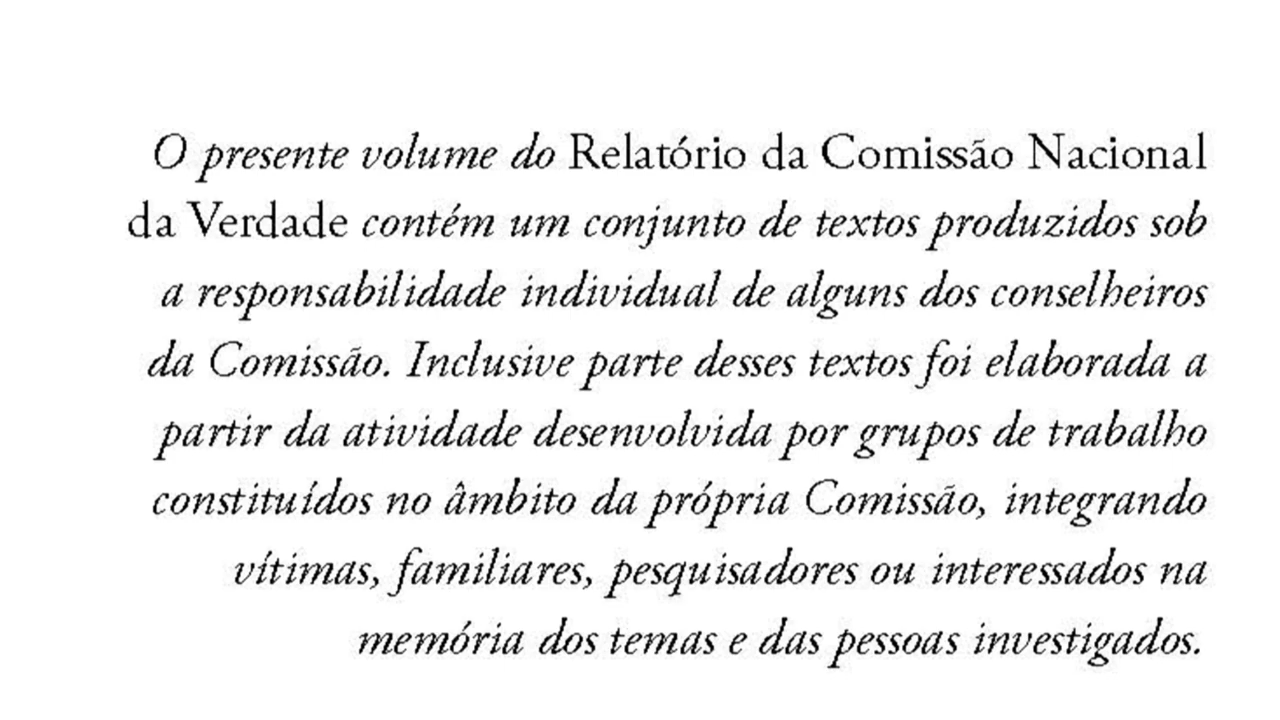 O presente volume do Relatório da Comissão Nacional
da Verdade contém um conjunto de textos produzidos sob
a responsabilidade individual de alguns dos conselheiros
da Comissão. Inclusive parte desses textos foi elaborada a
partir da atividade desenvolvida por grupos de trabalho
constituídos no âmbito da própria Comissão, integrando
vítimas, familiares, pesquisadores ou interessados na
memória dos temas e das pessoas investigados.